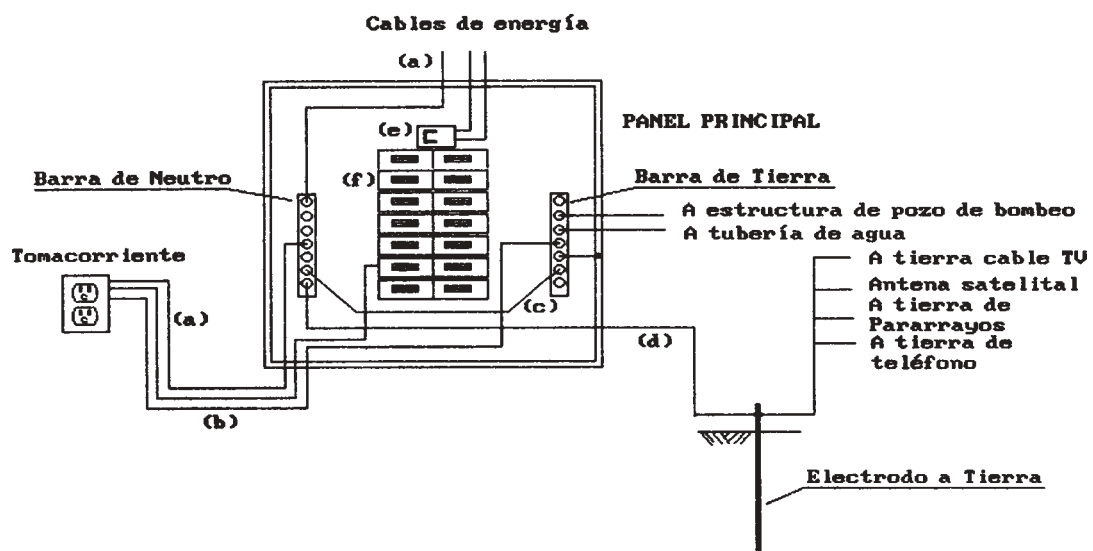 Cables de energía
(a)
PANEL PRINCIPAL
(e)
Barra de Neutro
(f)
Barra de Tierra
A estructura de pozo de bombeo
A tubería de agua
Tomacorriente
A tierra cable TV
Antena satelital
(a)
(c)
A tierra de
Pararrayos
(d)
A tierra de
teléfono
(b)
Electrodo a Tierra